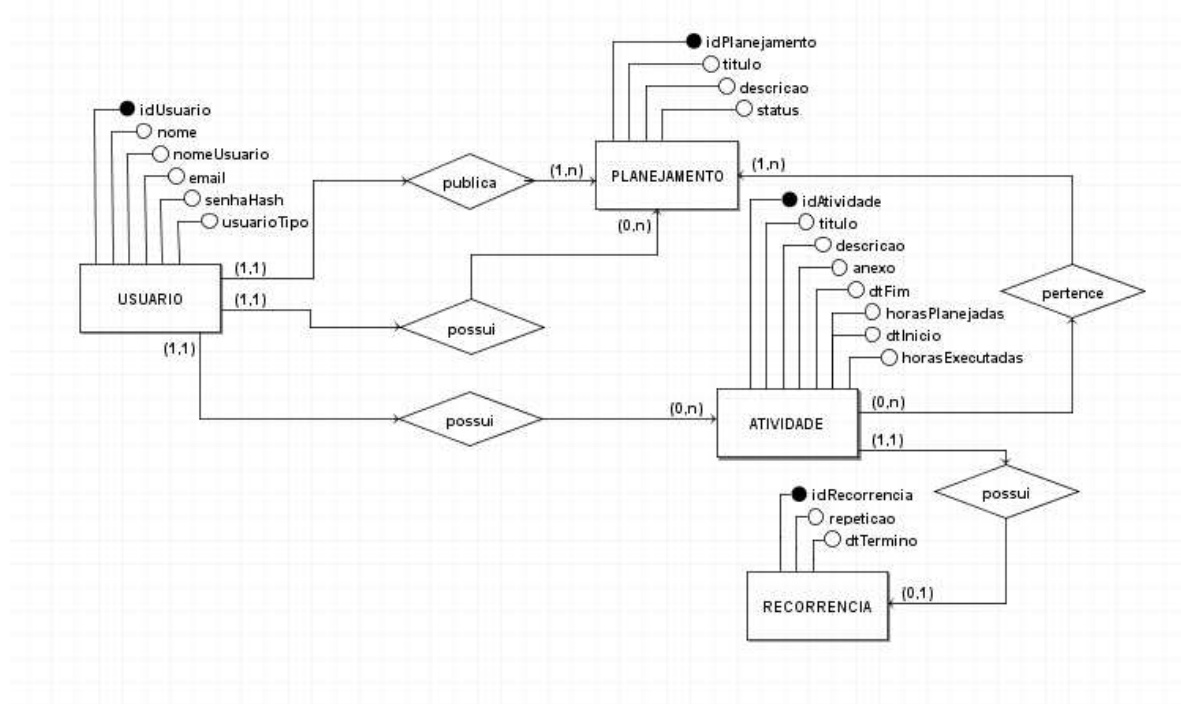 idPlanejamento
titulo
descricao
status
idUsuario
nome
nomeUsuario
email
senhaHash
usuarioTipo
publica
(1,n)
PLANEJAMENTO
(1,n)
(0,n)
idAtividade
titulo
descricao
anexo
dtFim
horasPlanejadas
dtInicio
horasExecutadas
(1,1)
USUARIO
(1,1)
(1,1)
possui
pertence
possui
(0,n)
ATIVIDADE
(0,n)
(1,1)
possui
idRecorrencia
repeticao
dtTermino
RECORRENCIA
(0,1)